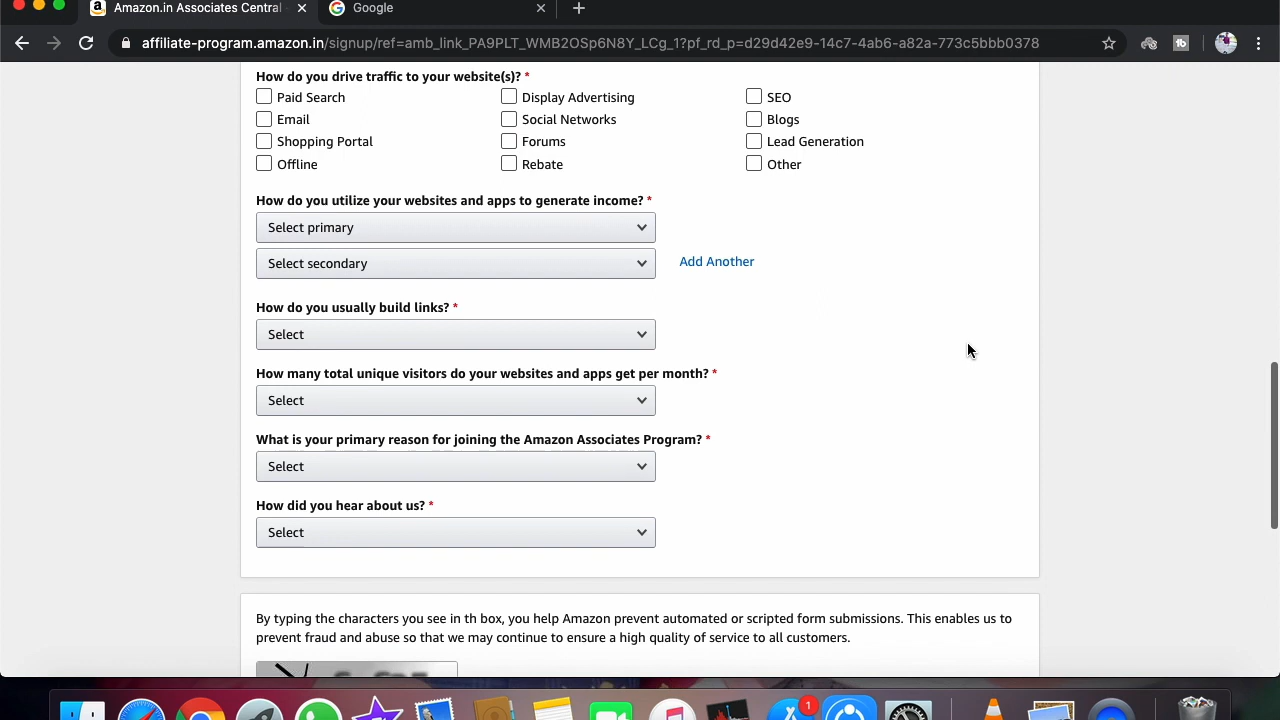 Amazon.in Associates Central
Google
affiliate-program.amazon.in/signup/ref=amb_link_PA9PLT_WMB2OSp6N8Y_LCg_1?pf_rd_p=d29d42e9-14c7-4ab6-a82a-773c5bbb0378
How do you drive traffic to your website(s)? *
Paid Search Display Advertising SEO
Email Social Networks Blogs
Shopping Portal Forums Lead Generation
Offline Rebate Other
How do you utilize your websites and apps to generate income? *
Select primary
Select secondary Add Another
How do you usually build links? *
Select
How many total unique visitors do your websites and apps get per month? *
Select
What is your primary reason for joining the Amazon Associates Program? *
Select
How did you hear about us? *
Select
By typing the characters you see in th box, you help Amazon prevent automated or scripted form submissions. This enables us to
prevent fraud and abuse so that we may continue to ensure a high quality of service to all customers.
1